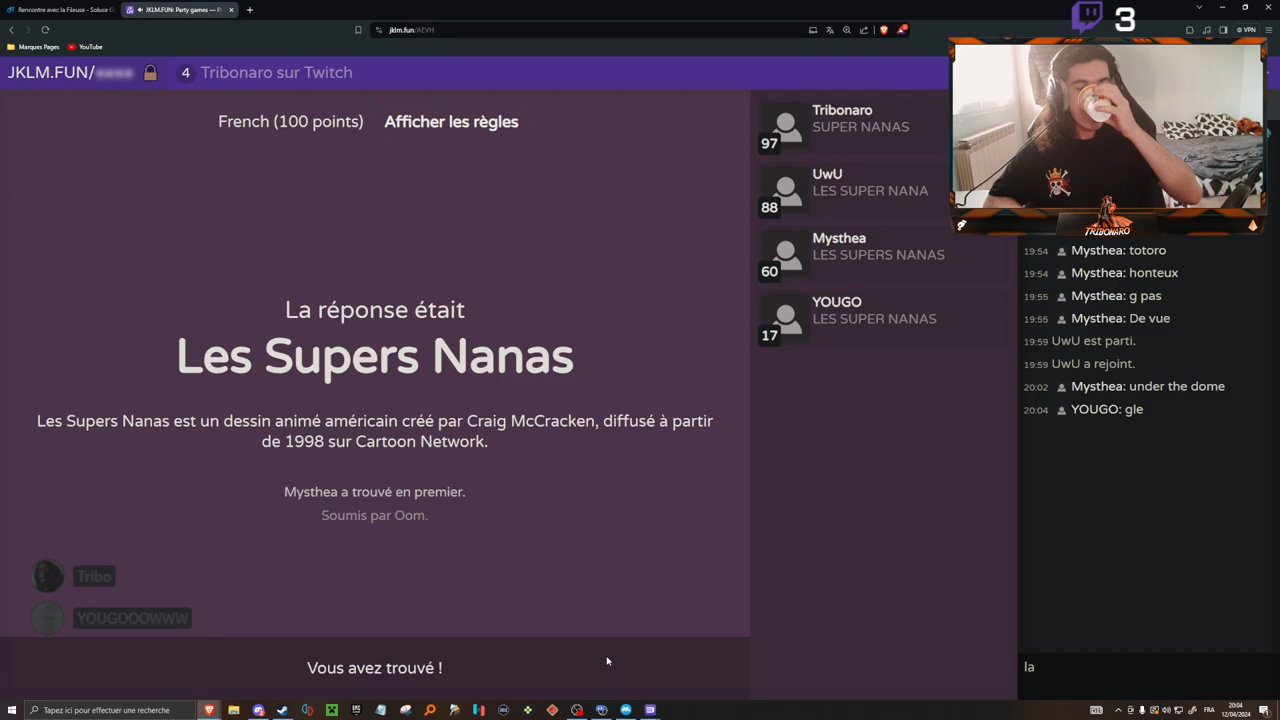 Rencontre avec la Fileuse - Soluce G
JKLM.FUN: Party games — P
jklm.fun/AEVH
VPN
Marques Pages
YouTube
3
JKLM.FUN/
4 Tribonaro sur Twitch
French (100 points) Afficher les règles
La réponse était
Les Supers Nanas
Les Supers Nanas est un dessin animé américain créé par Craig McCracken, diffusé à partir
de 1998 sur Cartoon Network.
Mysthea a trouvé en premier.
Soumis par Oom.
Tribo
YOUGOOOWWW
Vous avez trouvé !
Tribonaro
SUPER NANAS
97
UwU
LES SUPER NANA
88
Mysthea
LES SUPERS NANAS
60
YOUGO
LES SUPER NANAS
17
TRIBONARO
19:54 Mysthea: totoro
19:54 Mysthea: honteux
19:55 Mysthea: g pas
19:55 Mysthea: De vue
19:59 UwU est parti.
19:59 UwU a rejoint.
20:02 Mysthea: under the dome
20:04 YOUGO: gle
la
Tapez ici pour effectuer une recherche
FRA
20:04
12/04/2024